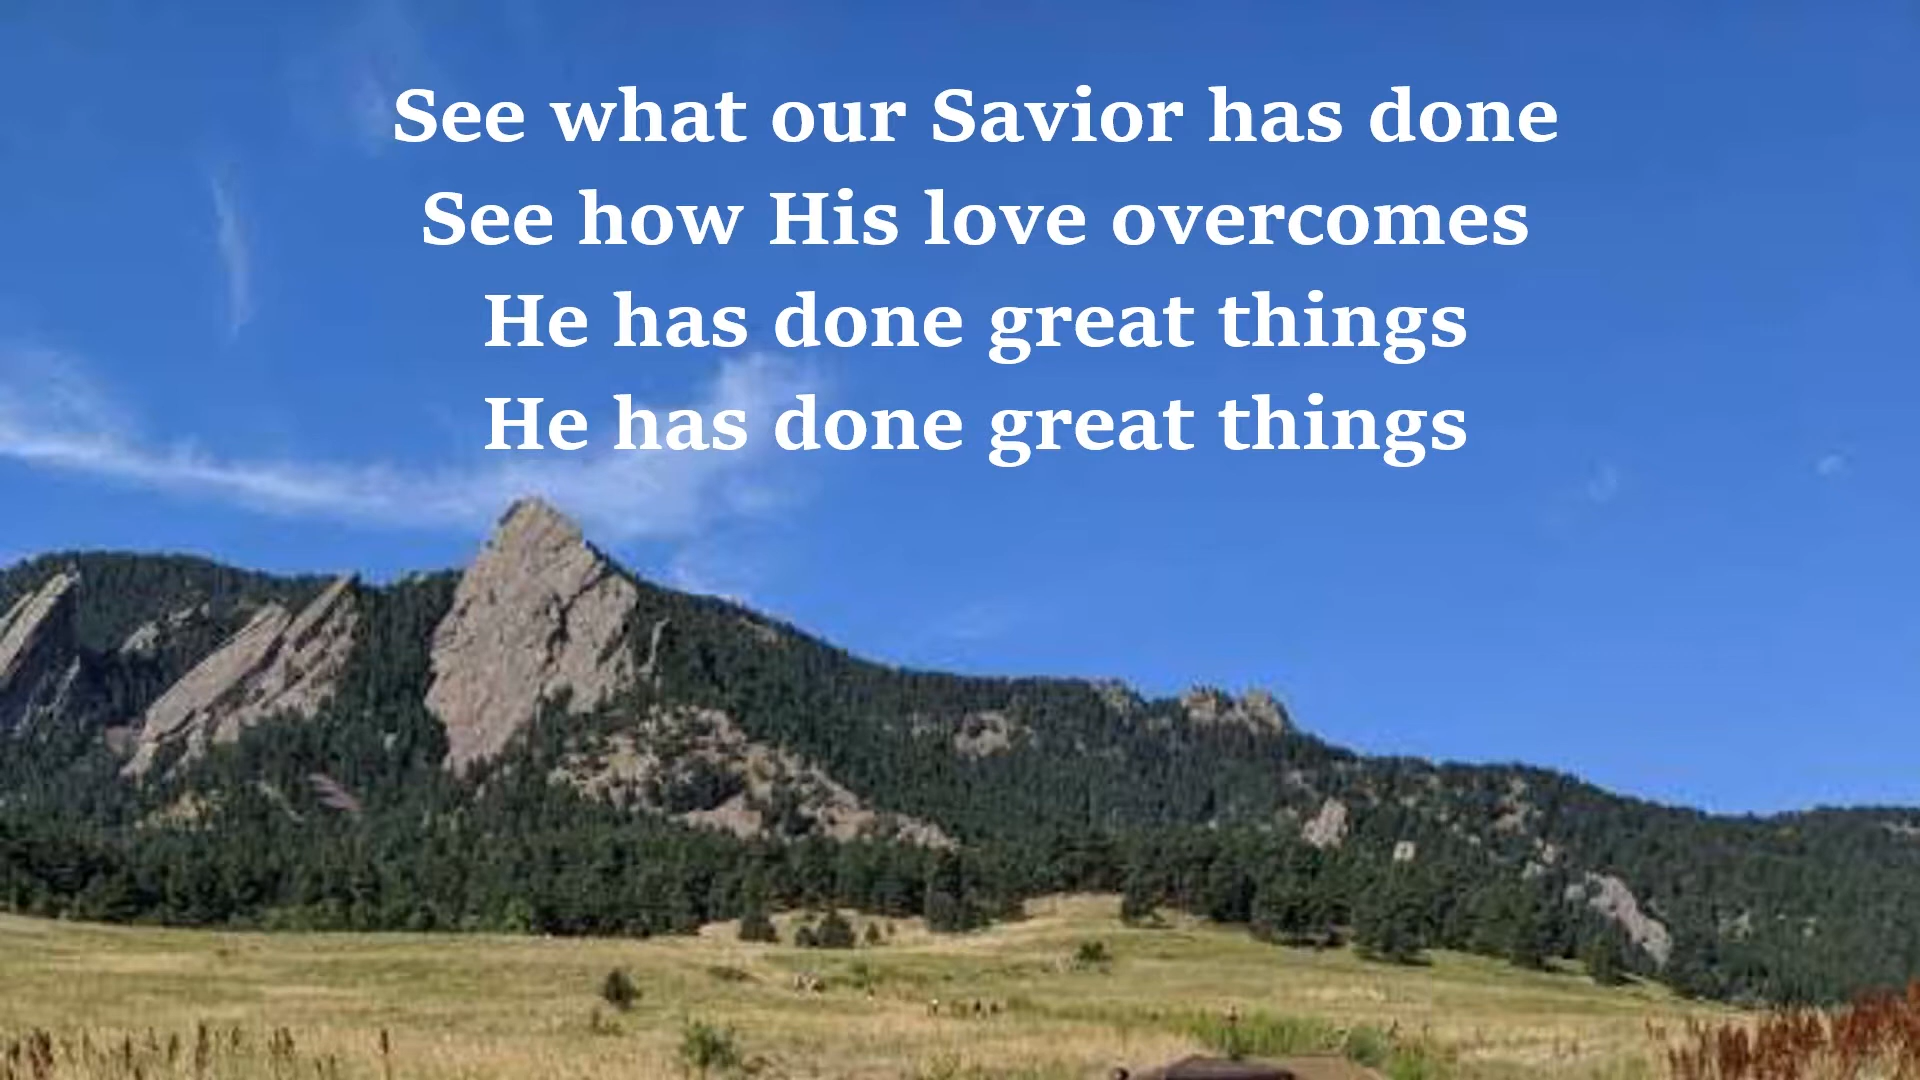 See what our Savior has done
See how His love overcomes
He has done great things
He has done great things